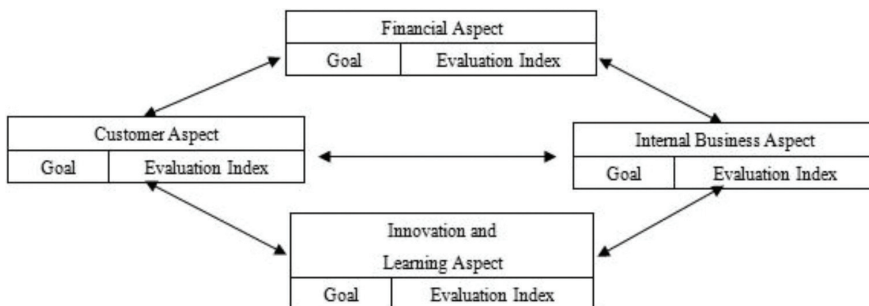 Financial Aspect
Goal Evaluation Index
Customer Aspect
Goal Evaluation Index
Internal Business Aspect
Goal Evaluation Index
Innovation and
Learning Aspect
Goal Evaluation Index